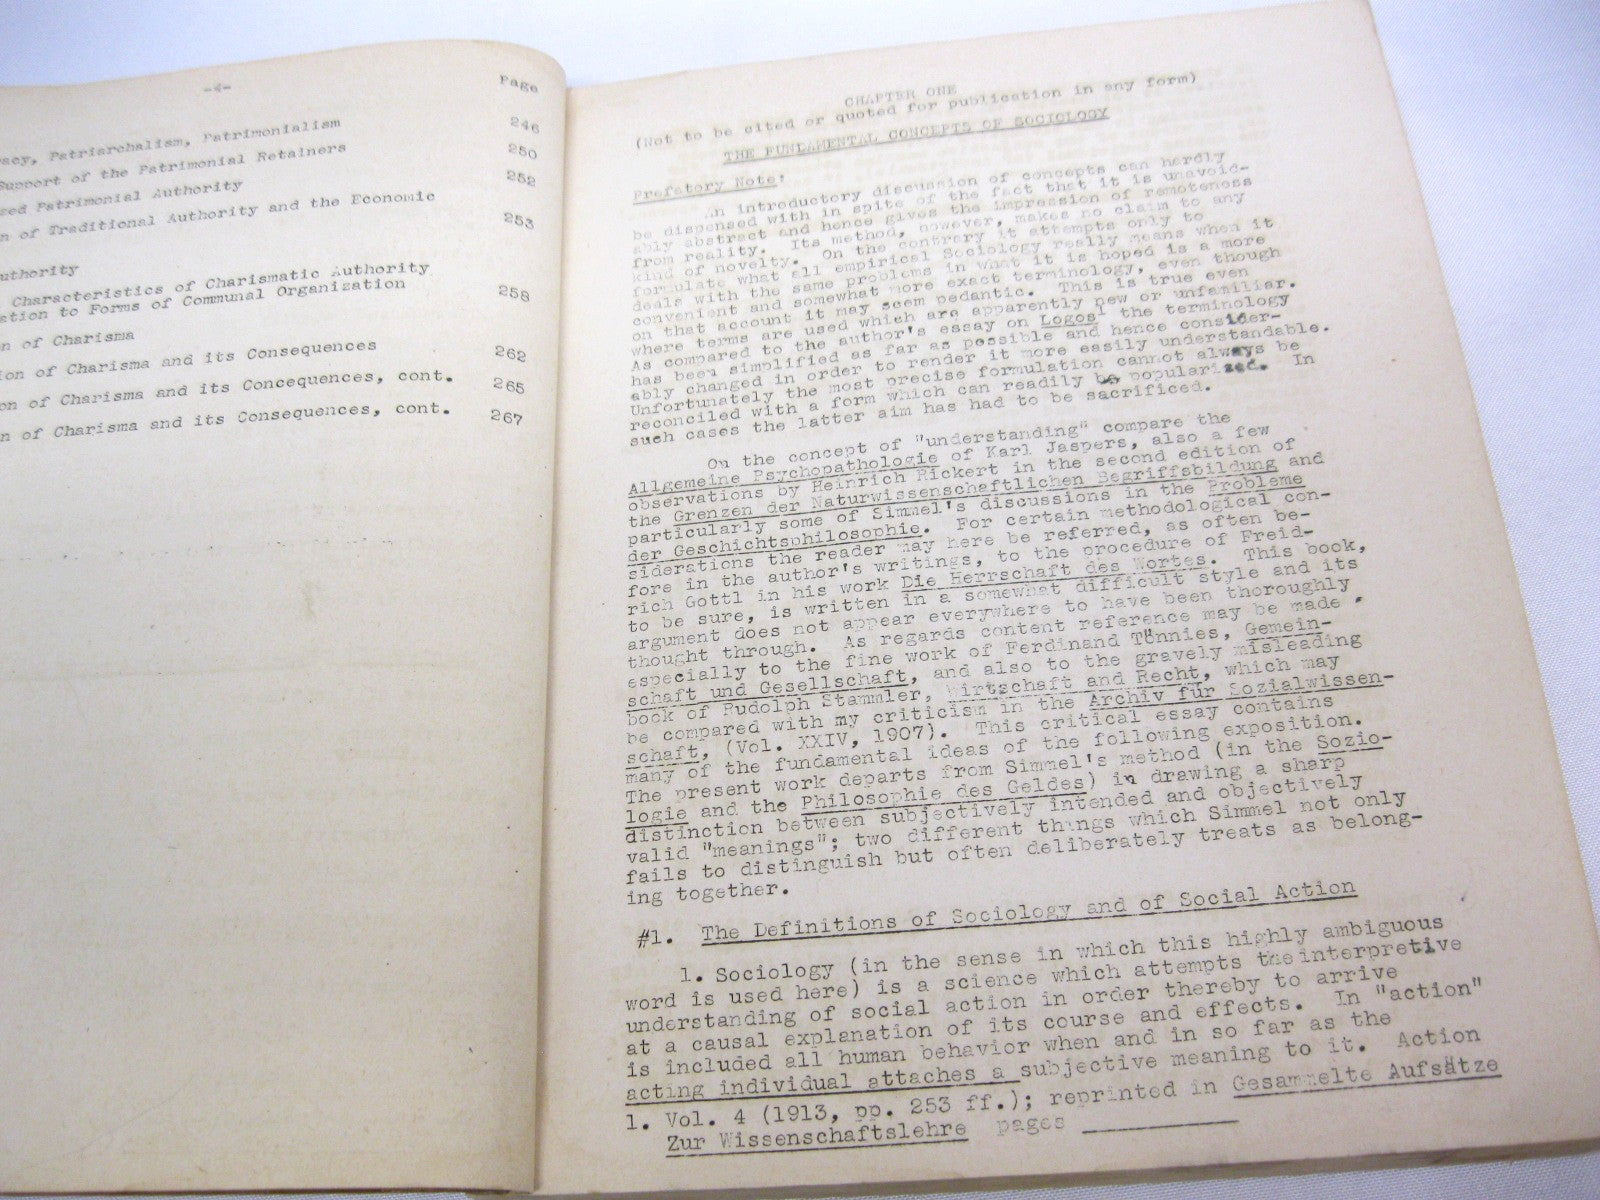 -4-
Page
acy, Patriarchalism, Patrimonialism 246
Support of the Patrimonial Retainers 250
sed Patrimonial Authority 252
n of Traditional Authority and the Economic 253
uthority
Characteristics of Charismatic Authority
ation to Forms of Communal Organization 258
n of Charisma
ion of Charisma and its Consequences 262
on of Charisma and its Concequences, cont. 265
n of Charisma and its Consequences, cont. 267
CHAPTER ONE
(Not to be cited or quoted for publication in any form)
THE FUNDAMENTAL CONCEPTS OF SOCIOLOGY
Prefatory Note:
An introductory discussion of concepts can hardly
be dispensed with in spite of the fact that it is unavoid-
ably abstract and hence gives the impression of remoteness
from reality. Its method, however, makes no claim to any
kind of novelty. On the contrary it attempts only to
formulate what all empirical Sociology really means when it
deals with the same problems in what it is hoped is a more
convenient and somewhat more exact terminology, even though
on that account it may seem pedantic. This is true even
where terms are used which are apparently new or unfamiliar.
As compared to the author's essay on Logos1 the terminology
has been simplified as far as possible and hence consider-
ably changed in order to render it more easily understandable.
Unfortunately the most precise formulation cannot always be
reconciled with a form which can readily be popularized. In
such cases the latter aim has had to be sacrificed.
On the concept of "understanding" compare the
Allgemeine Psychopathologie of Karl Jaspers, also a few
observations by Heinrich Rickert in the second edition of
the Grenzen der Naturwissenschaftlichen Begriffsbildung and
particularly some of Simmel's discussions in the Probleme
der Geschichtsphilosophie. For certain methodological con-
siderations the reader may here be referred, as often be-
fore in the author's writings, to the procedure of Freid-
rich Gottl in his work Die Herrschaft des Wortes. This book,
to be sure, is written in a somewhat difficult style and its
argument does not appear everywhere to have been thoroughly
thought through. As regards content reference may be made
especially to the fine work of Ferdinand Tönnies, Gemein-
schaft und Gesellschaft, and also to the gravely misleading
book of Rudolph Stammler, Wirtschaft and Recht, which may
be compared with my criticism in the Archiv für Sozialwissen-
schaft, (Vol. XXIV, 1907). This critical essay contains
many of the fundamental ideas of the following exposition.
The present work departs from Simmel's method (in the Sozio-
logie and the Philosophie des Geldes) in drawing a sharp
distinction between subjectively intended and objectively
valid "meanings"; two different things which Simmel not only
fails to distinguish but often deliberately treats as belong-
ing together.
#1. The Definitions of Sociology and of Social Action
1. Sociology (in the sense in which this highly ambiguous
word is used here) is a science which attempts the interpretive
understanding of social action in order thereby to arrive
at a causal explanation of its course and effects. In "action"
is included all human behavior when and in so far as the
acting individual attaches a subjective meaning to it. Action
1. Vol. 4 (1913, pp. 253 ff.); reprinted in Gesammelte Aufsätze
Zur Wissenschaftslehre pages